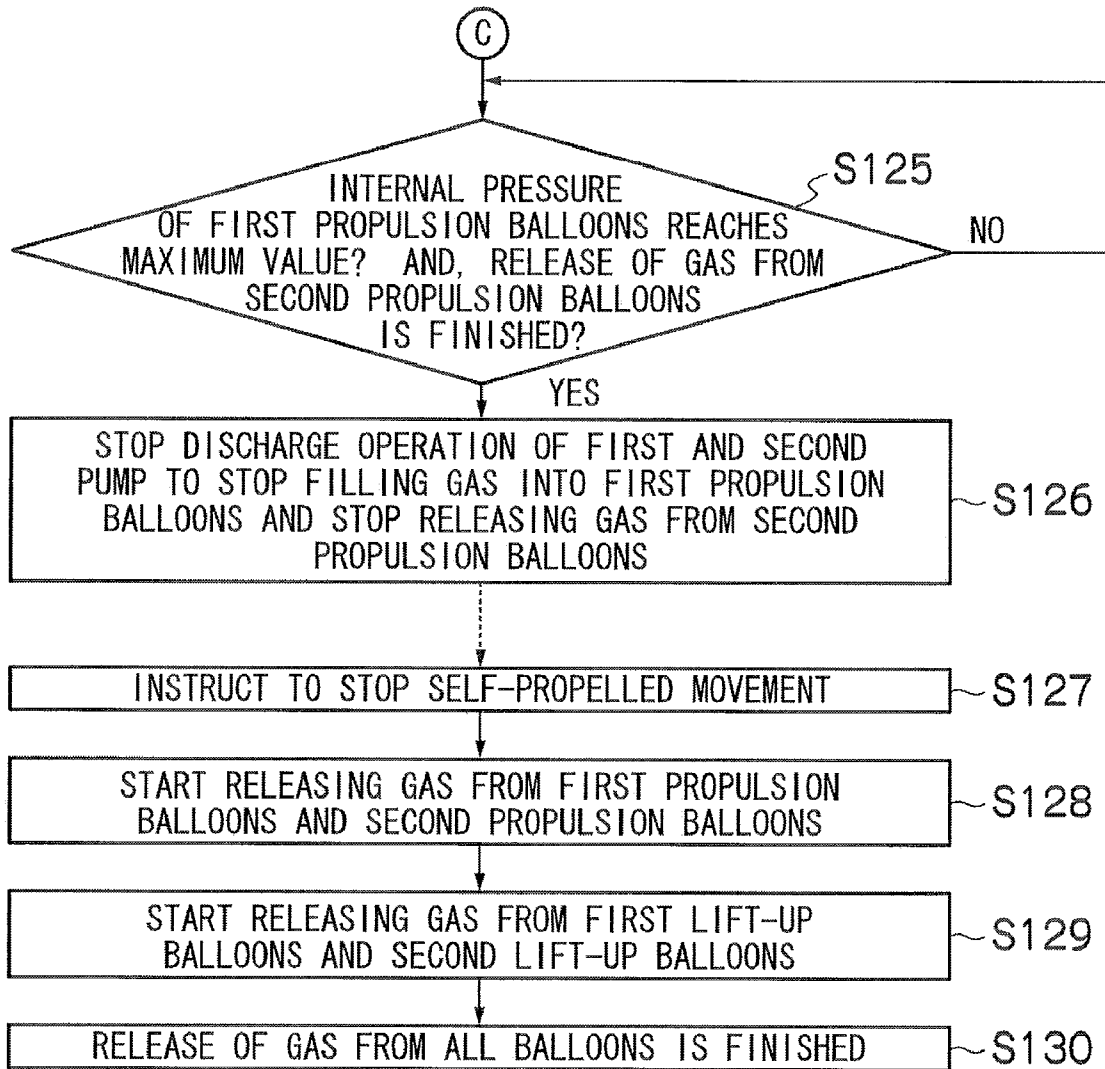 C
INTERNAL PRESSURE
OF FIRST PROPULSION BALLOONS REACHES
MAXIMUM VALUE? AND, RELEASE OF GAS FROM
SECOND PROPULSION BALLOONS
IS FINISHED?
S125
NO
YES
STOP DISCHARGE OPERATION OF FIRST AND SECOND
PUMP TO STOP FILLING GAS INTO FIRST PROPULSION
BALLOONS AND STOP RELEASING GAS FROM SECOND
PROPULSION BALLOONS
S126
INSTRUCT TO STOP SELF-PROPELLED MOVEMENT
S127
START RELEASING GAS FROM FIRST PROPULSION
BALLOONS AND SECOND PROPULSION BALLOONS
S128
START RELEASING GAS FROM FIRST LIFT-UP
BALLOONS AND SECOND LIFT-UP BALLOONS
S129
RELEASE OF GAS FROM ALL BALLOONS IS FINISHED
S130